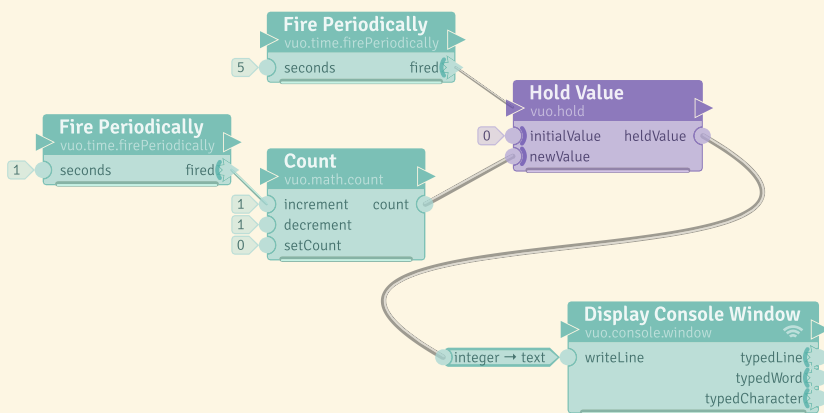 Fire Periodically
vuo.time.firePeriodically
5
seconds
fired
Hold Value
vuo.hold
0
initialValue
heldValue
newValue
Fire Periodically
vuo.time.firePeriodically
1
seconds
fired
Count
vuo.math.count
1
increment
count
1
decrement
0
setCount
Display Console Window
vuo.console.window
integer → text
writeLine
typedLine
typedWord
typedCharacter